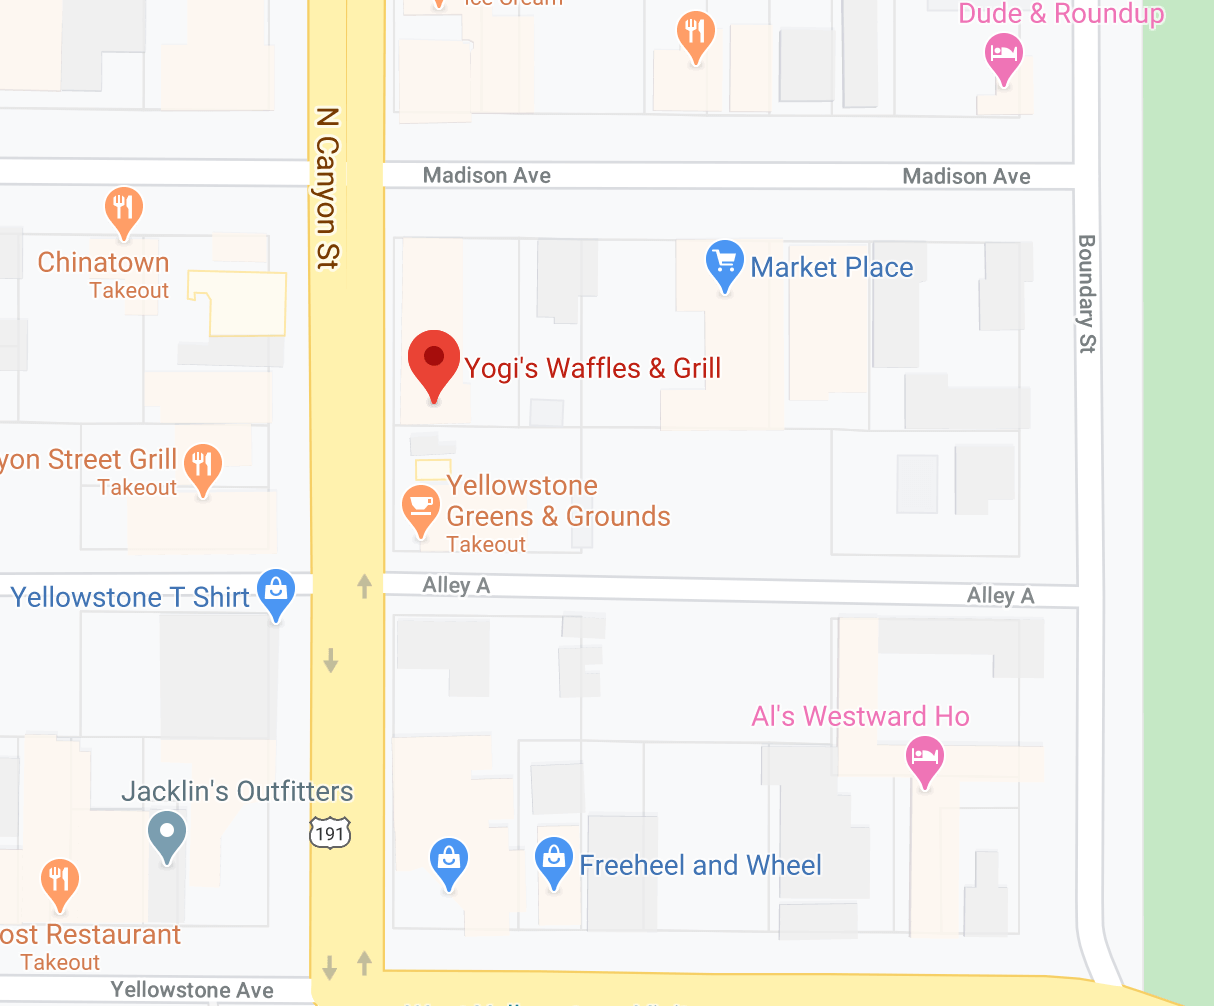 Ice Cream
Dude & Roundup
N Canyon St
Madison Ave
Madison Ave
Chinatown
Takeout
Market Place
Boundary St
Yogi's Waffles & Grill
yon Street Grill
Takeout
Yellowstone
Greens & Grounds
Takeout
Alley A
Alley A
Yellowstone T Shirt
Al's Westward Ho
Jacklin's Outfitters
191
Freeheel and Wheel
ost Restaurant
Takeout
Yellowstone Ave